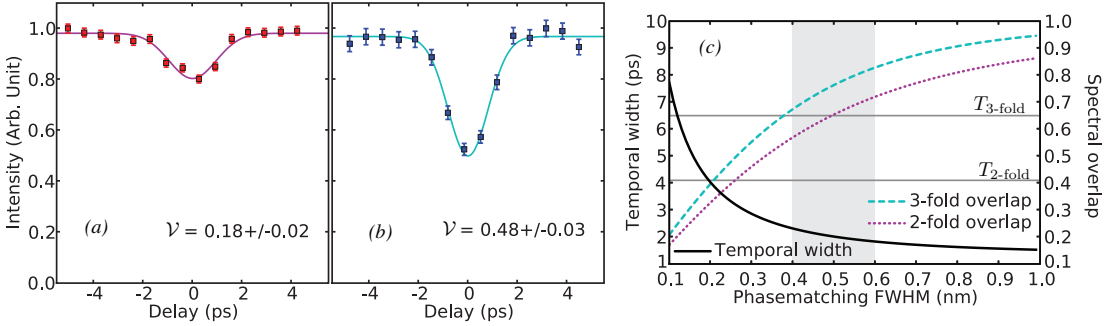 Intensity (Arb. Unit)
1.0
0.8
0.6
0.4
0.2
0.0
(a)
𝒱 = 0.18+/-0.02
-4 -2 0 2 4
Delay (ps)
(b)
𝒱 = 0.48+/-0.03
-4 -2 0 2 4
Delay (ps)
(c)
Temporal width (ps)
10
9
8
7
6
5
4
3
2
1
T3-fold
T2-fold
3-fold overlap
2-fold overlap
Temporal width
0.1 0.2 0.3 0.4 0.5 0.6 0.7 0.8 0.9 1.0
Phasematching FWHM (nm)
1.0
0.9
0.8
0.7
0.6
0.5
0.4
0.3
0.2
0.1
Spectral overlap